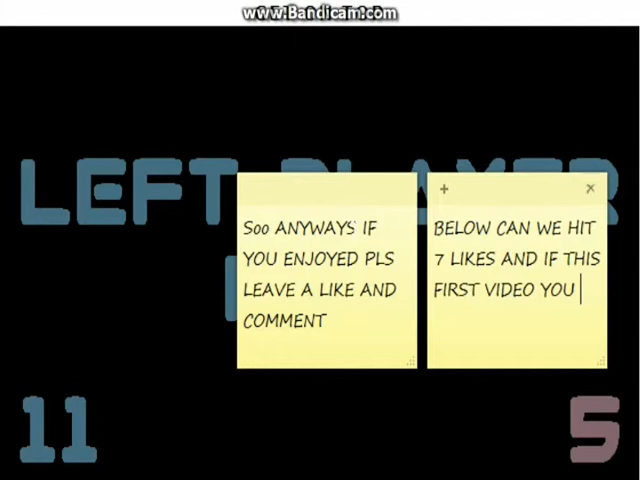 www.Bandicam.com
LEFT PLAYER
Soo ANYWAYS IF
YOU ENJOYED PLS
LEAVE A LIKE AND
COMMENT
BELOW CAN WE HIT
7 LIKES AND IF THIS
FIRST VIDEO YOU
11
5